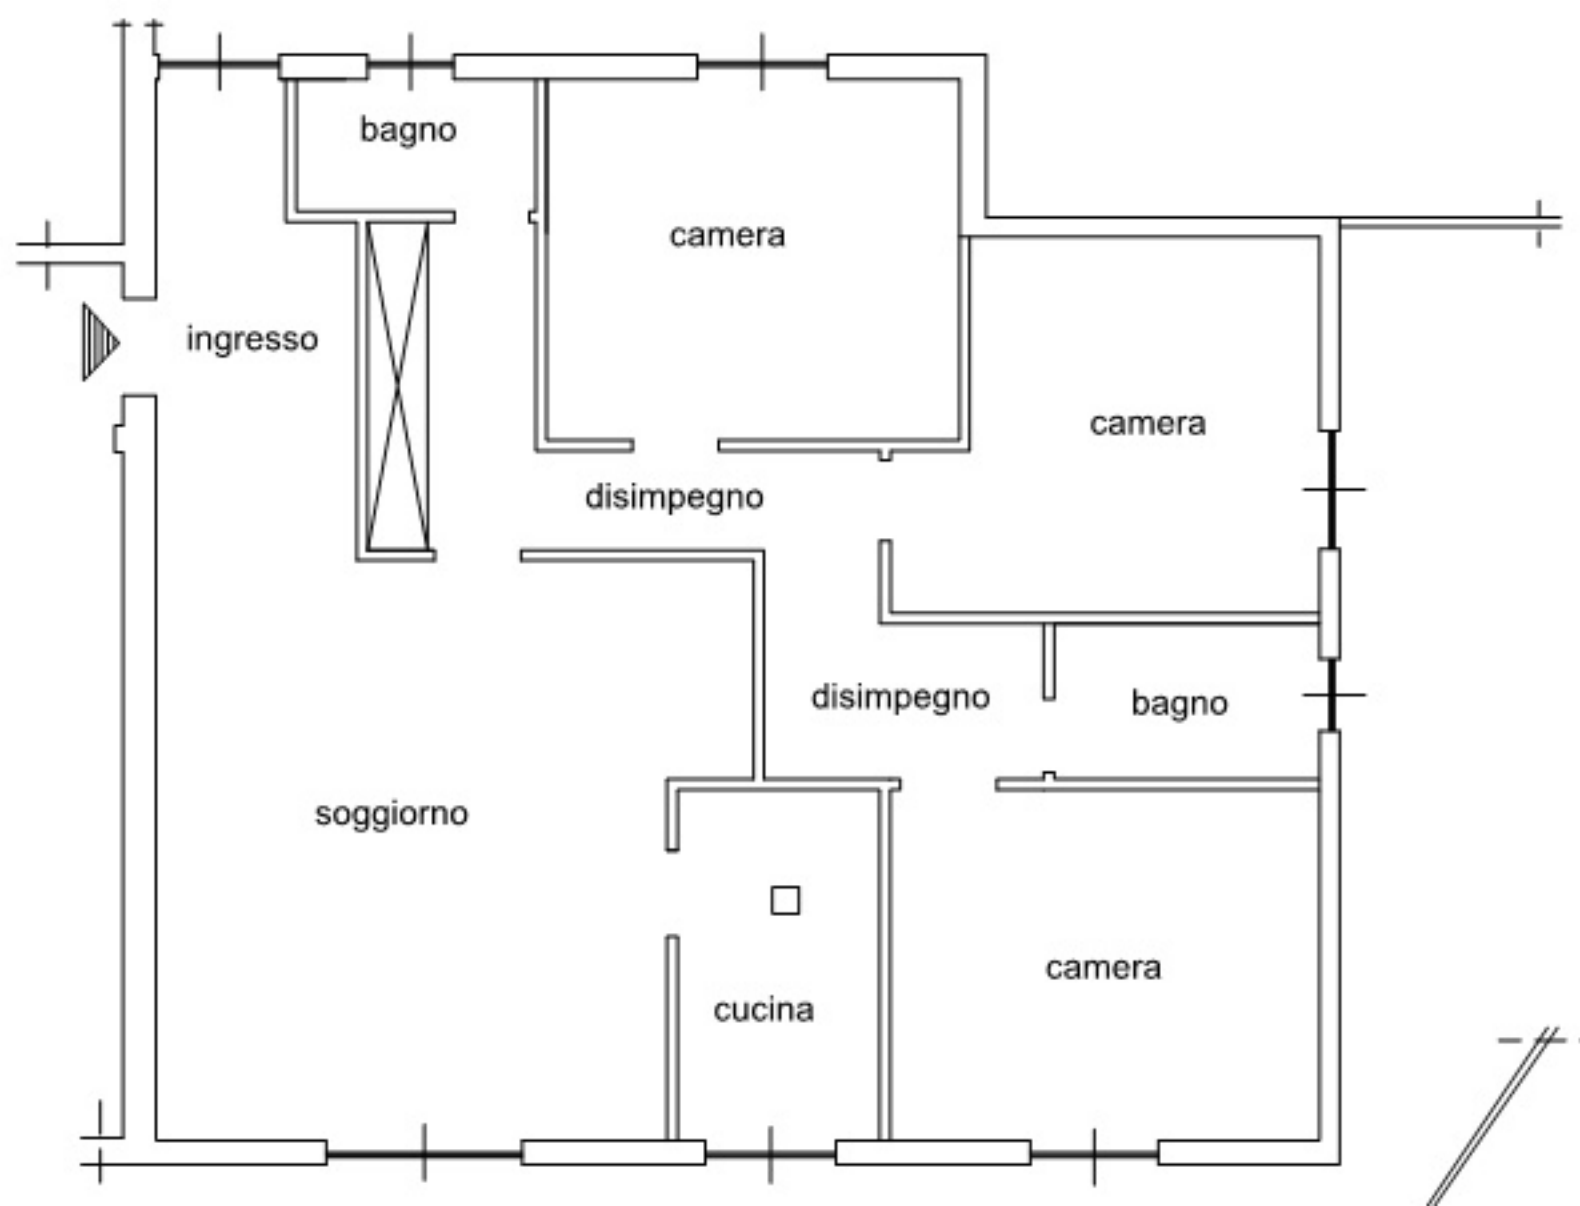 bagno
camera
ingresso
camera
disimpegno
disimpegno
bagno
soggiorno
camera
cucina